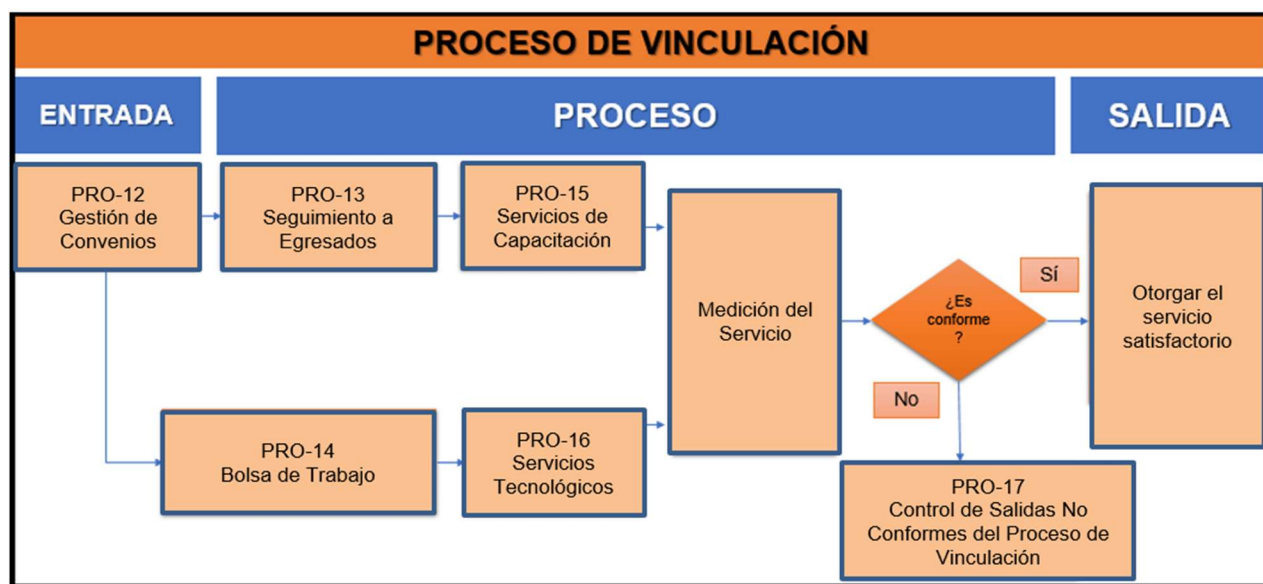 PROCESO DE VINCULACIÓN
ENTRADA
PROCESO
SALIDA
PRO-12
Gestión de
Convenios
PRO-13
Seguimiento a
Egresados
PRO-15
Servicios de
Capacitación
Medición del
Servicio
¿Es
conforme
?
Sí
No
Otorgar el
servicio
satisfactorio
PRO-14
Bolsa de Trabajo
PRO-16
Servicios
Tecnológicos
PRO-17
Control de Salidas No
Conformes del Proceso de
Vinculación